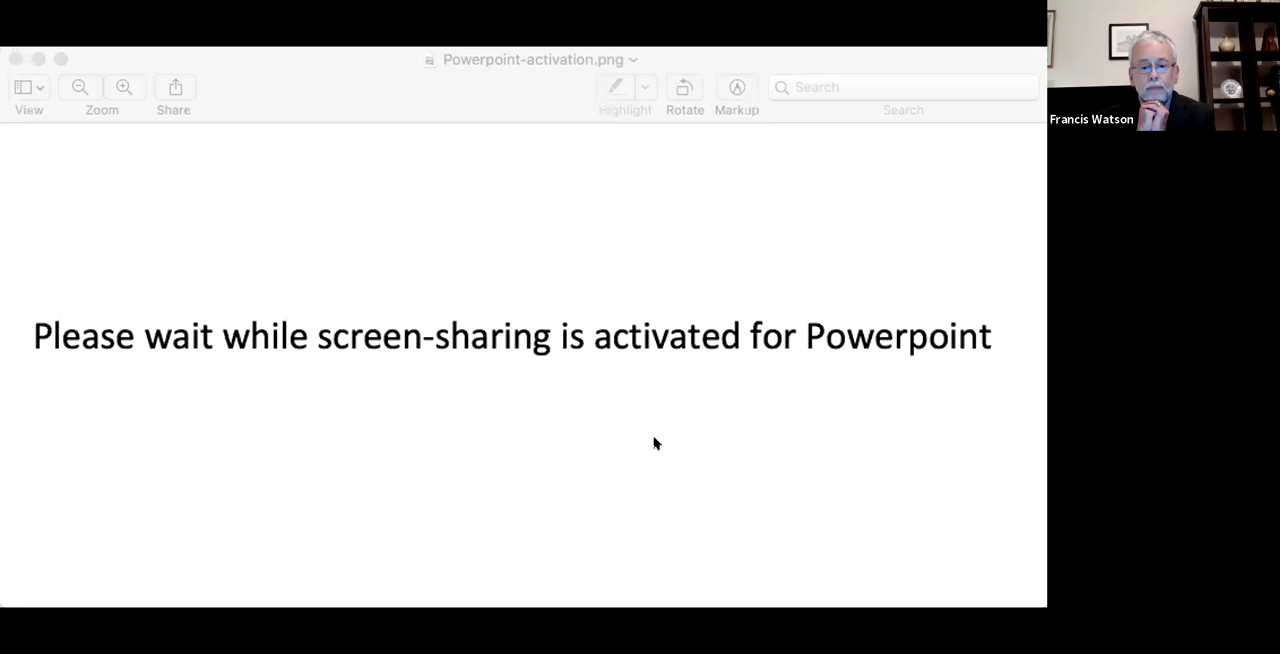 Powerpoint-activation.png
View
Zoom
Share
Highlight
Rotate
Markup
Search
Search
Please wait while screen-sharing is activated for Powerpoint
Francis Watson